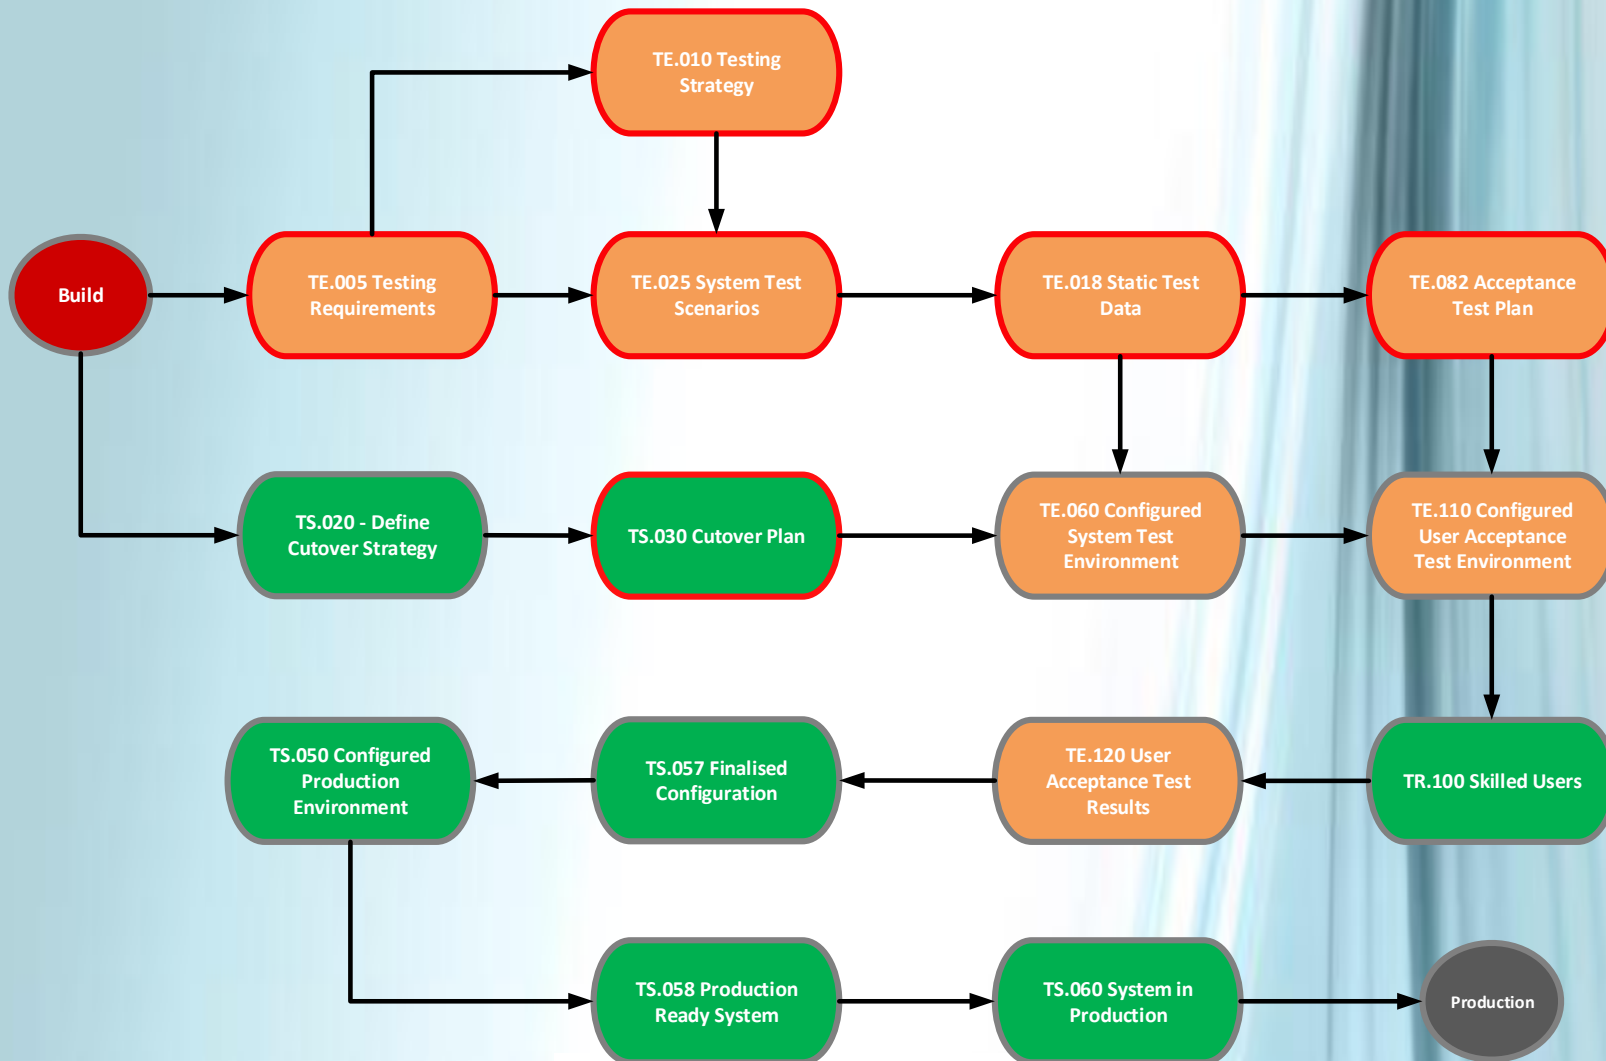 TE.010 Testing
Strategy
Build
TE.005 Testing
Requirements
TE.025 System Test
Scenarios
TE.018 Static Test
Data
TE.082 Acceptance
Test Plan
TS.020 - Define
Cutover Strategy
TS.030 Cutover Plan
TE.060 Configured
System Test
Environment
TE.110 Configured
User Acceptance
Test Environment
TS.050 Configured
Production
Environment
TS.057 Finalised
Configuration
TE.120 User
Acceptance Test
Results
TR.100 Skilled Users
TS.058 Production
Ready System
TS.060 System in
Production
Production